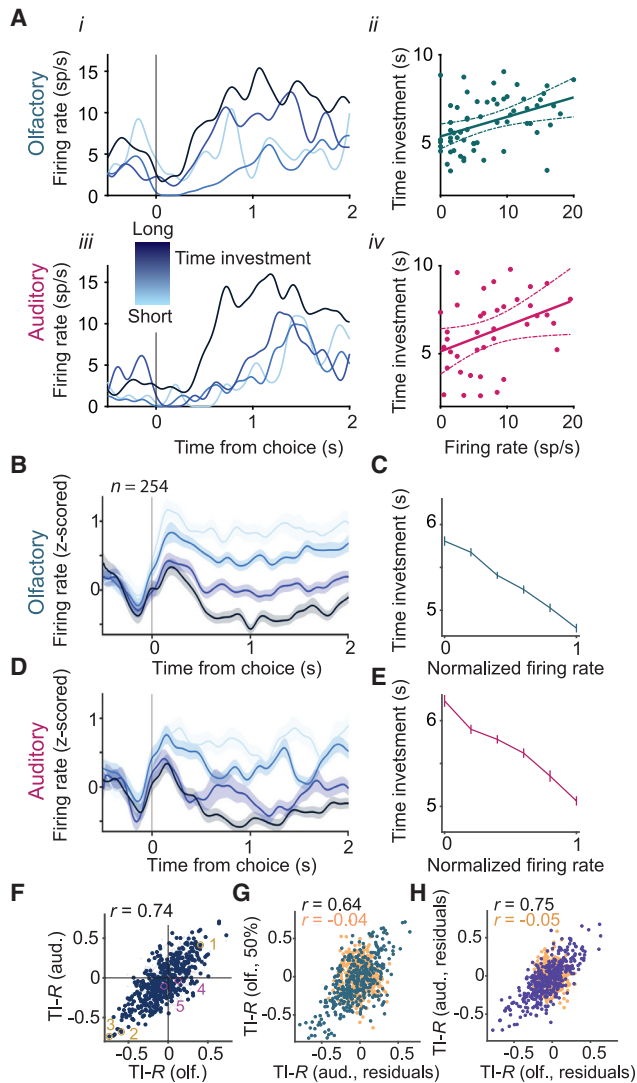 A
i
ii
Olfactory
Firing rate (sp/s)
15
10
5
0
0
1
2
Time investment (s)
10
5
0
10
20
iii
iv
Auditory
Firing rate (sp/s)
15
10
5
0
Long
Time investment
Short
0
1
2
Time from choice (s)
Time investment (s)
10
5
0
0
10
20
Firing rate (sp/s)
B
n = 254
Olfactory
Firing rate (z-scored)
1
0
0
1
2
Time from choice (s)
C
Time invetsment (s)
6
5
0
1
Normalized firing rate
D
Auditory
Firing rate (z-scored)
1
0
0
1
2
Time from choice (s)
E
Time invetsment (s)
6
5
0
1
Normalized firing rate
F
r = 0.74
TI-R (aud.)
0.5
0
-0.5
1
4
5
3
2
-0.5
0
0.5
TI-R (olf.)
G
r = 0.64
r = -0.04
TI-R (olf., 50%)
0.5
0
-0.5
-0.5
0
0.5
TI-R (aud., residuals)
H
r = 0.75
r = -0.05
TI-R (aud., residuals)
0.5
0
-0.5
-0.5
0
0.5
TI-R (olf., residuals)